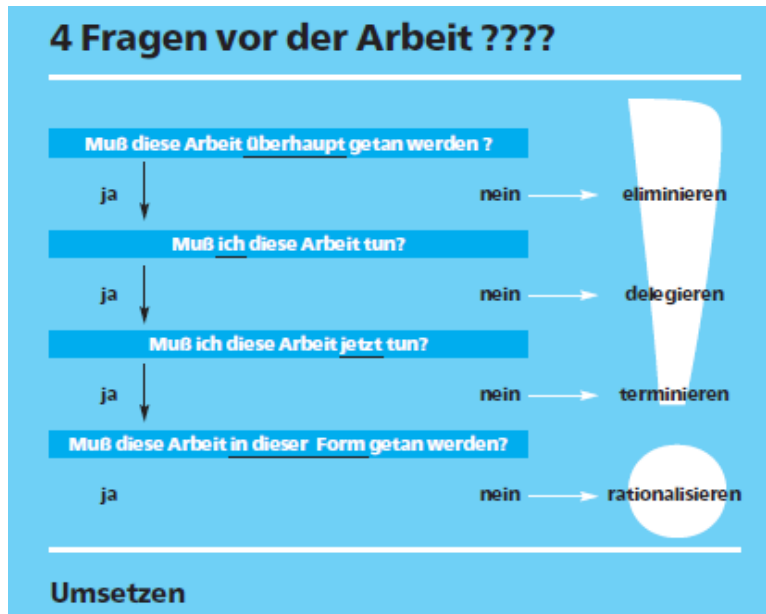 4 Fragen vor der Arbeit ????
Muß diese Arbeit überhaupt getan werden ?
ja nein eliminieren
Muß ich diese Arbeit tun?
ja nein delegieren
Muß ich diese Arbeit jetzt tun?
ja nein terminieren
Muß diese Arbeit in dieser Form getan werden?
ja nein rationalisieren
Umsetzen